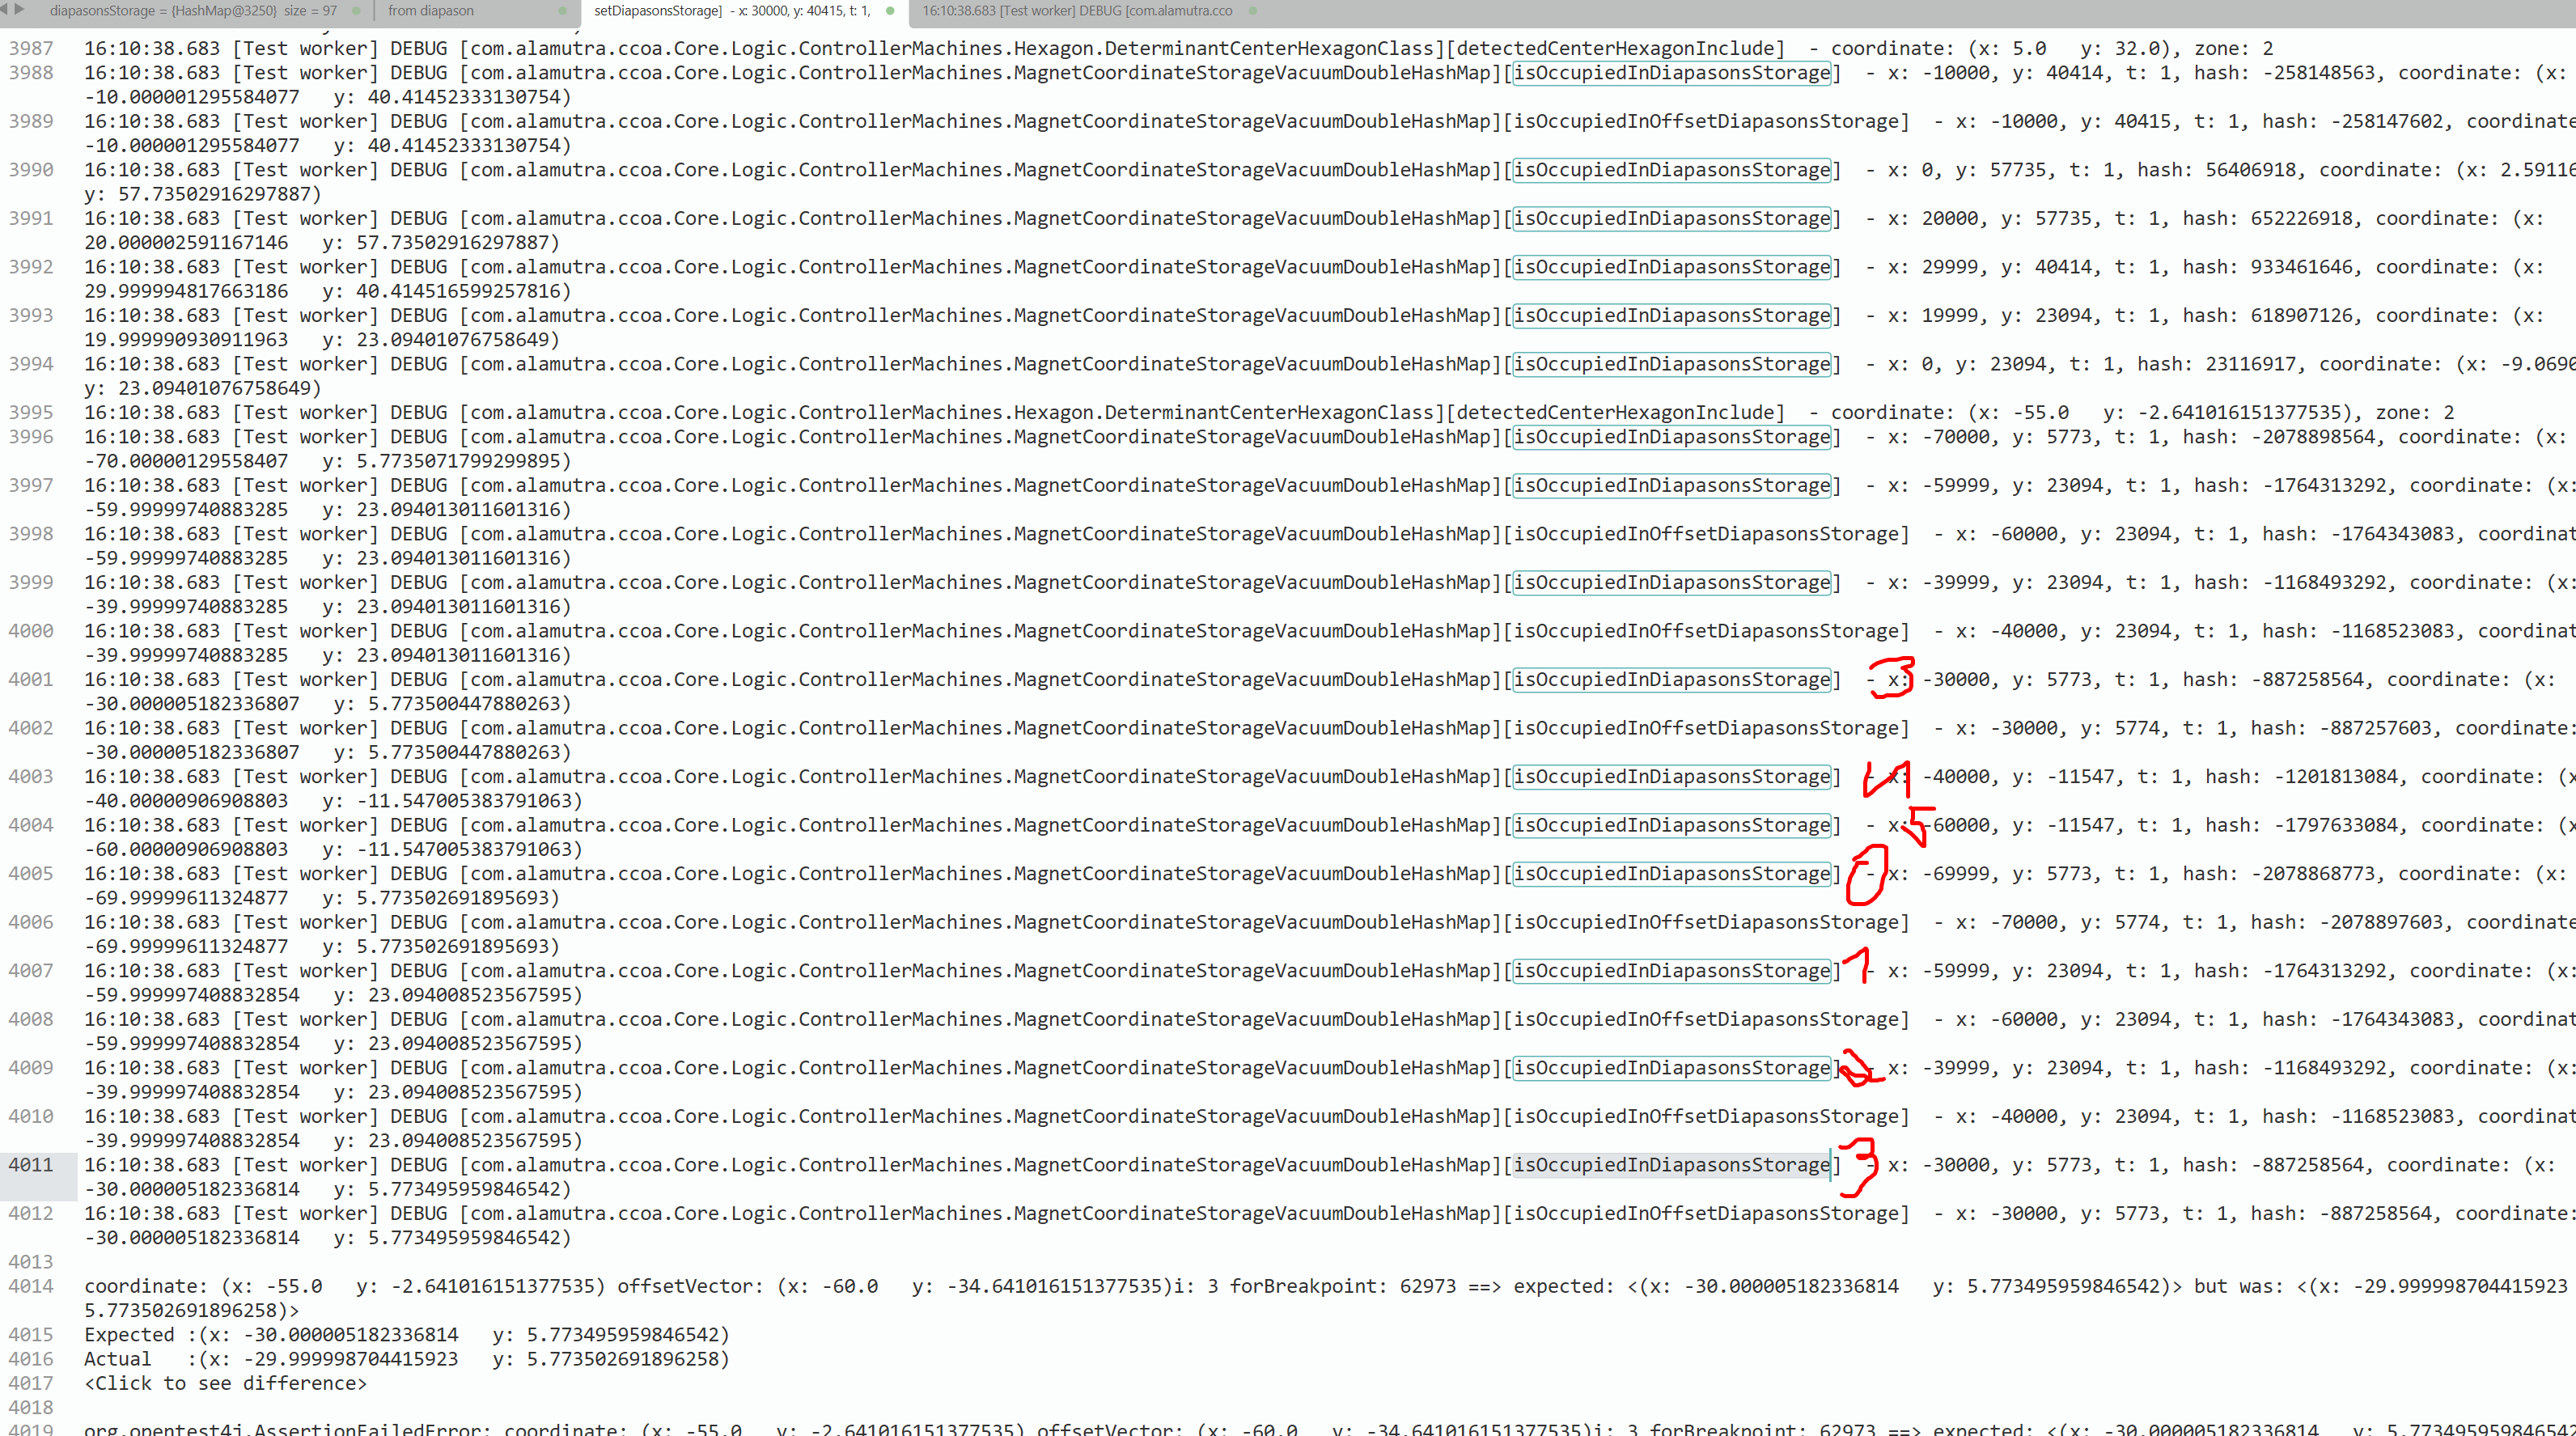 diapasonsStorage = {HashMap@3250} size = 97
from diapason
setDiapasonsStorage] - x: 30000, y: 40415, t: 1,
16:10:38.683 [Test worker] DEBUG [com.alamutra.cco
3987 16:10:38.683 [Test worker] DEBUG [com.alamutra.ccoa.Core.Logic.ControllerMachines.Hexagon.DeterminantCenterHexagonClass][detectedCenterHexagonInclude] - coordinate: (x: 5.0 y: 32.0), zone: 2
3988 16:10:38.683 [Test worker] DEBUG [com.alamutra.ccoa.Core.Logic.ControllerMachines.MagnetCoordinateStorageVacuumDoubleHashMap][isOccupiedInDiapasonsStorage] - x: -10000, y: 40414, t: 1, hash: -258148563, coordinate: (x:
-10.000001295584077 y: 40.41452333130754)
3989 16:10:38.683 [Test worker] DEBUG [com.alamutra.ccoa.Core.Logic.ControllerMachines.MagnetCoordinateStorageVacuumDoubleHashMap][isOccupiedInOffsetDiapasonsStorage] - x: -10000, y: 40415, t: 1, hash: -258147602, coordinate
-10.000001295584077 y: 40.41452333130754)
3990 16:10:38.683 [Test worker] DEBUG [com.alamutra.ccoa.Core.Logic.ControllerMachines.MagnetCoordinateStorageVacuumDoubleHashMap][isOccupiedInDiapasonsStorage] - x: 0, y: 57735, t: 1, hash: 56406918, coordinate: (x: 2.59116
y: 57.73502916297887)
3991 16:10:38.683 [Test worker] DEBUG [com.alamutra.ccoa.Core.Logic.ControllerMachines.MagnetCoordinateStorageVacuumDoubleHashMap][isOccupiedInDiapasonsStorage] - x: 20000, y: 57735, t: 1, hash: 652226918, coordinate: (x:
20.000002591167146 y: 57.73502916297887)
3992 16:10:38.683 [Test worker] DEBUG [com.alamutra.ccoa.Core.Logic.ControllerMachines.MagnetCoordinateStorageVacuumDoubleHashMap][isOccupiedInDiapasonsStorage] - x: 29999, y: 40414, t: 1, hash: 933461646, coordinate: (x:
29.999994817663186 y: 40.414516599257816)
3993 16:10:38.683 [Test worker] DEBUG [com.alamutra.ccoa.Core.Logic.ControllerMachines.MagnetCoordinateStorageVacuumDoubleHashMap][isOccupiedInDiapasonsStorage] - x: 19999, y: 23094, t: 1, hash: 618907126, coordinate: (x:
19.999990930911963 y: 23.09401076758649)
3994 16:10:38.683 [Test worker] DEBUG [com.alamutra.ccoa.Core.Logic.ControllerMachines.MagnetCoordinateStorageVacuumDoubleHashMap][isOccupiedInDiapasonsStorage] - x: 0, y: 23094, t: 1, hash: 23116917, coordinate: (x: -9.0690
y: 23.09401076758649)
3995 16:10:38.683 [Test worker] DEBUG [com.alamutra.ccoa.Core.Logic.ControllerMachines.Hexagon.DeterminantCenterHexagonClass][detectedCenterHexagonInclude] - coordinate: (x: -55.0 y: -2.641016151377535), zone: 2
3996 16:10:38.683 [Test worker] DEBUG [com.alamutra.ccoa.Core.Logic.ControllerMachines.MagnetCoordinateStorageVacuumDoubleHashMap][isOccupiedInDiapasonsStorage] - x: -70000, y: 5773, t: 1, hash: -2078898564, coordinate: (x:
-70.00000129558407 y: 5.7735071799299895)
3997 16:10:38.683 [Test worker] DEBUG [com.alamutra.ccoa.Core.Logic.ControllerMachines.MagnetCoordinateStorageVacuumDoubleHashMap][isOccupiedInDiapasonsStorage] - x: -59999, y: 23094, t: 1, hash: -1764313292, coordinate: (x:
-59.99999740883285 y: 23.094013011601316)
3998 16:10:38.683 [Test worker] DEBUG [com.alamutra.ccoa.Core.Logic.ControllerMachines.MagnetCoordinateStorageVacuumDoubleHashMap][isOccupiedInOffsetDiapasonsStorage] - x: -60000, y: 23094, t: 1, hash: -1764343083, coordinat
-59.99999740883285 y: 23.094013011601316)
3999 16:10:38.683 [Test worker] DEBUG [com.alamutra.ccoa.Core.Logic.ControllerMachines.MagnetCoordinateStorageVacuumDoubleHashMap][isOccupiedInDiapasonsStorage] - x: -39999, y: 23094, t: 1, hash: -1168493292, coordinate: (x:
-39.99999740883285 y: 23.094013011601316)
4000 16:10:38.683 [Test worker] DEBUG [com.alamutra.ccoa.Core.Logic.ControllerMachines.MagnetCoordinateStorageVacuumDoubleHashMap][isOccupiedInOffsetDiapasonsStorage] - x: -40000, y: 23094, t: 1, hash: -1168523083, coordinat
-39.99999740883285 y: 23.094013011601316)
4001 16:10:38.683 [Test worker] DEBUG [com.alamutra.ccoa.Core.Logic.ControllerMachines.MagnetCoordinateStorageVacuumDoubleHashMap][isOccupiedInDiapasonsStorage] 3 - x: -30000, y: 5773, t: 1, hash: -887258564, coordinate: (x:
-30.000005182336807 y: 5.773500447880263)
4002 16:10:38.683 [Test worker] DEBUG [com.alamutra.ccoa.Core.Logic.ControllerMachines.MagnetCoordinateStorageVacuumDoubleHashMap][isOccupiedInOffsetDiapasonsStorage] - x: -30000, y: 5774, t: 1, hash: -887257603, coordinate:
-30.000005182336807 y: 5.773500447880263)
4003 16:10:38.683 [Test worker] DEBUG [com.alamutra.ccoa.Core.Logic.ControllerMachines.MagnetCoordinateStorageVacuumDoubleHashMap][isOccupiedInDiapasonsStorage] 4 - x: -40000, y: -11547, t: 1, hash: -1201813084, coordinate: (x
-40.00000906908803 y: -11.547005383791063)
4004 16:10:38.683 [Test worker] DEBUG [com.alamutra.ccoa.Core.Logic.ControllerMachines.MagnetCoordinateStorageVacuumDoubleHashMap][isOccupiedInDiapasonsStorage] - x: 5 -60000, y: -11547, t: 1, hash: -1797633084, coordinate: (x
-60.00000906908803 y: -11.547005383791063)
4005 16:10:38.683 [Test worker] DEBUG [com.alamutra.ccoa.Core.Logic.ControllerMachines.MagnetCoordinateStorageVacuumDoubleHashMap][isOccupiedInDiapasonsStorage] 0 - x: -69999, y: 5773, t: 1, hash: -2078868773, coordinate: (x:
-69.99999611324877 y: 5.773502691895693)
4006 16:10:38.683 [Test worker] DEBUG [com.alamutra.ccoa.Core.Logic.ControllerMachines.MagnetCoordinateStorageVacuumDoubleHashMap][isOccupiedInOffsetDiapasonsStorage] - x: -70000, y: 5774, t: 1, hash: -2078897603, coordinate
-69.99999611324877 y: 5.773502691895693)
4007 16:10:38.683 [Test worker] DEBUG [com.alamutra.ccoa.Core.Logic.ControllerMachines.MagnetCoordinateStorageVacuumDoubleHashMap][isOccupiedInDiapasonsStorage] 1 - x: -59999, y: 23094, t: 1, hash: -1764313292, coordinate: (x:
-59.999997408832854 y: 23.094008523567595)
4008 16:10:38.683 [Test worker] DEBUG [com.alamutra.ccoa.Core.Logic.ControllerMachines.MagnetCoordinateStorageVacuumDoubleHashMap][isOccupiedInOffsetDiapasonsStorage] - x: -60000, y: 23094, t: 1, hash: -1764343083, coordinat
-59.999997408832854 y: 23.094008523567595)
4009 16:10:38.683 [Test worker] DEBUG [com.alamutra.ccoa.Core.Logic.ControllerMachines.MagnetCoordinateStorageVacuumDoubleHashMap][isOccupiedInDiapasonsStorage] 2 - x: -39999, y: 23094, t: 1, hash: -1168493292, coordinate: (x:
-39.999997408832854 y: 23.094008523567595)
4010 16:10:38.683 [Test worker] DEBUG [com.alamutra.ccoa.Core.Logic.ControllerMachines.MagnetCoordinateStorageVacuumDoubleHashMap][isOccupiedInOffsetDiapasonsStorage] - x: -40000, y: 23094, t: 1, hash: -1168523083, coordinat
-39.999997408832854 y: 23.094008523567595)
4011 16:10:38.683 [Test worker] DEBUG [com.alamutra.ccoa.Core.Logic.ControllerMachines.MagnetCoordinateStorageVacuumDoubleHashMap][isOccupiedInDiapasonsStorage] 3 - x: -30000, y: 5773, t: 1, hash: -887258564, coordinate: (x:
-30.000005182336814 y: 5.773495959846542)
4012 16:10:38.683 [Test worker] DEBUG [com.alamutra.ccoa.Core.Logic.ControllerMachines.MagnetCoordinateStorageVacuumDoubleHashMap][isOccupiedInOffsetDiapasonsStorage] - x: -30000, y: 5773, t: 1, hash: -887258564, coordinate:
-30.000005182336814 y: 5.773495959846542)
4013
4014 coordinate: (x: -55.0 y: -2.641016151377535) offsetVector: (x: -60.0 y: -34.641016151377535)i: 3 forBreakpoint: 62973 ==> expected: <(x: -30.000005182336814 y: 5.773495959846542)> but was: <(x: -29.999998704415923
5.773502691896258)>
4015 Expected :(x: -30.000005182336814 y: 5.773495959846542)
4016 Actual :(x: -29.999998704415923 y: 5.773502691896258)
4017 <Click to see difference>
4018
4019 org.opentest4j.AssertionFailedError: coordinate: (x: -55.0 y: -2.641016151377535) offsetVector: (x: -60.0 y: -34.641016151377535)i: 3 forBreakpoint: 62973 ==> expected: <(x: -30.000005182336814 y: 5.773495959846542